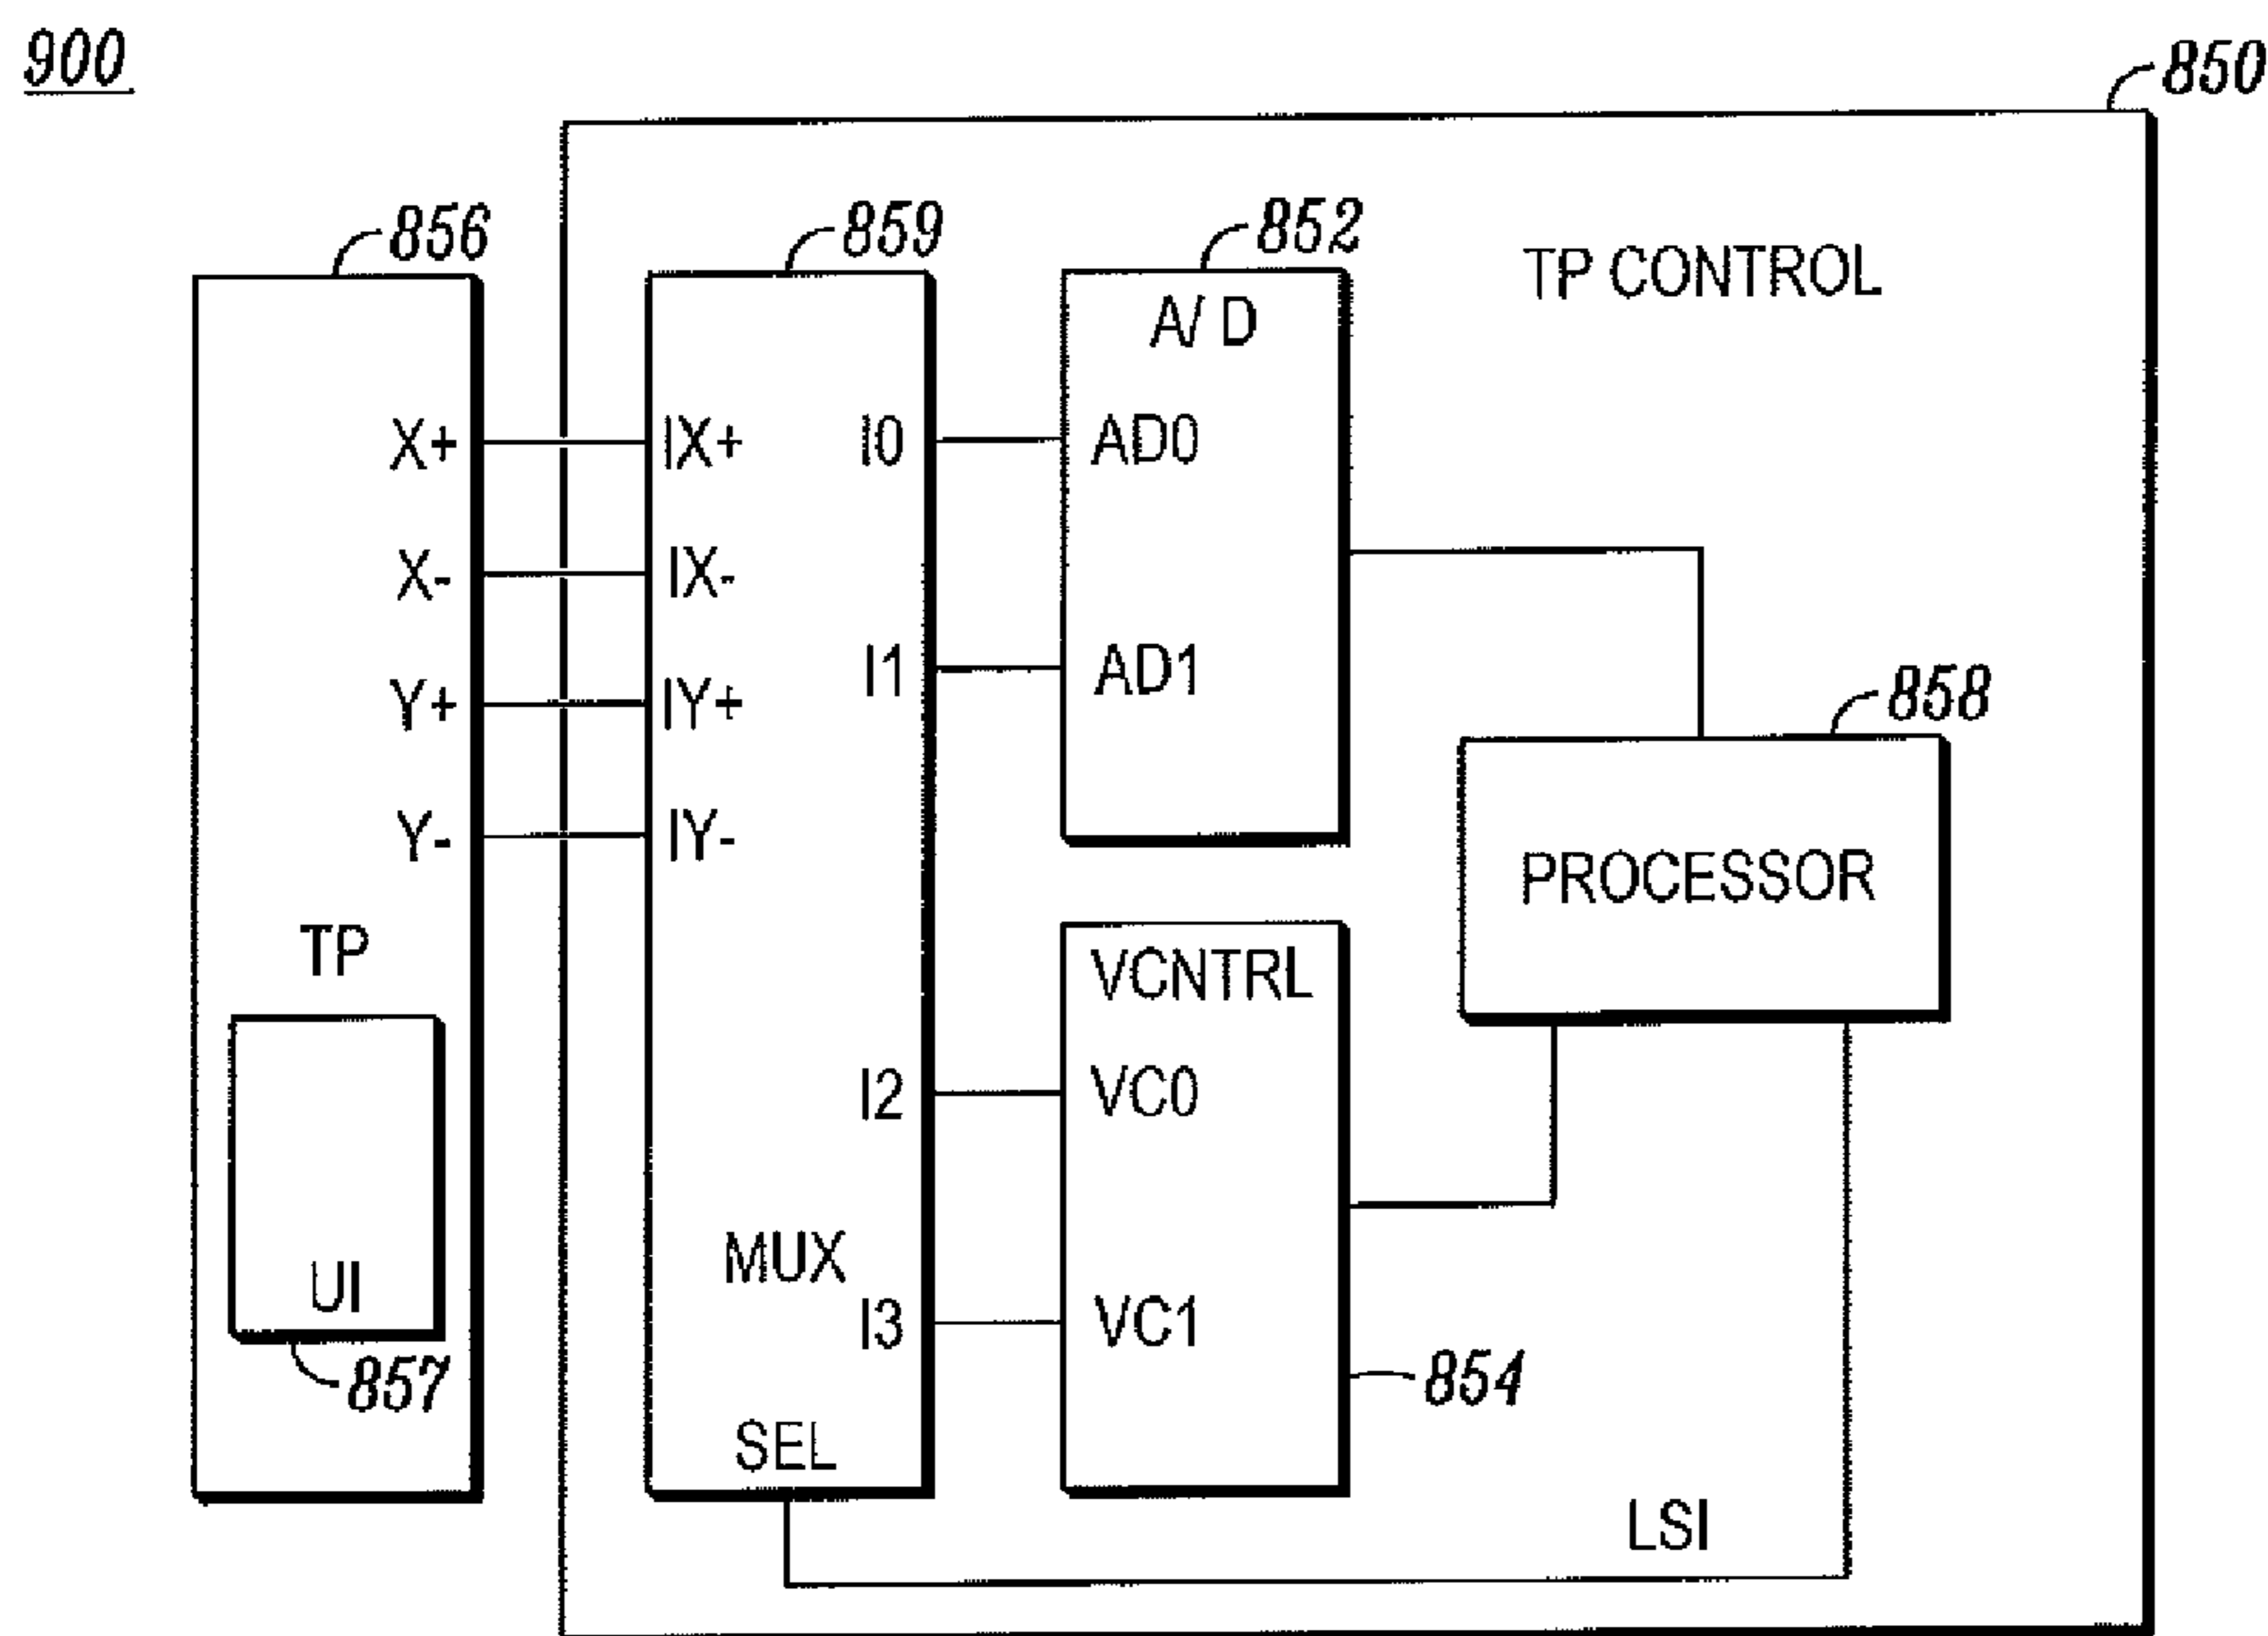 900
850
856
859
852
TP CONTROL
A/D
X+
IX+
I0
AD0
X-
IX-
Y+
IY+
I1
AD1
858
Y-
IY-
PROCESSOR
TP
VCNTRL
I2
VC0
MUX
UI
I3
VC1
857
854
SEL
LSI